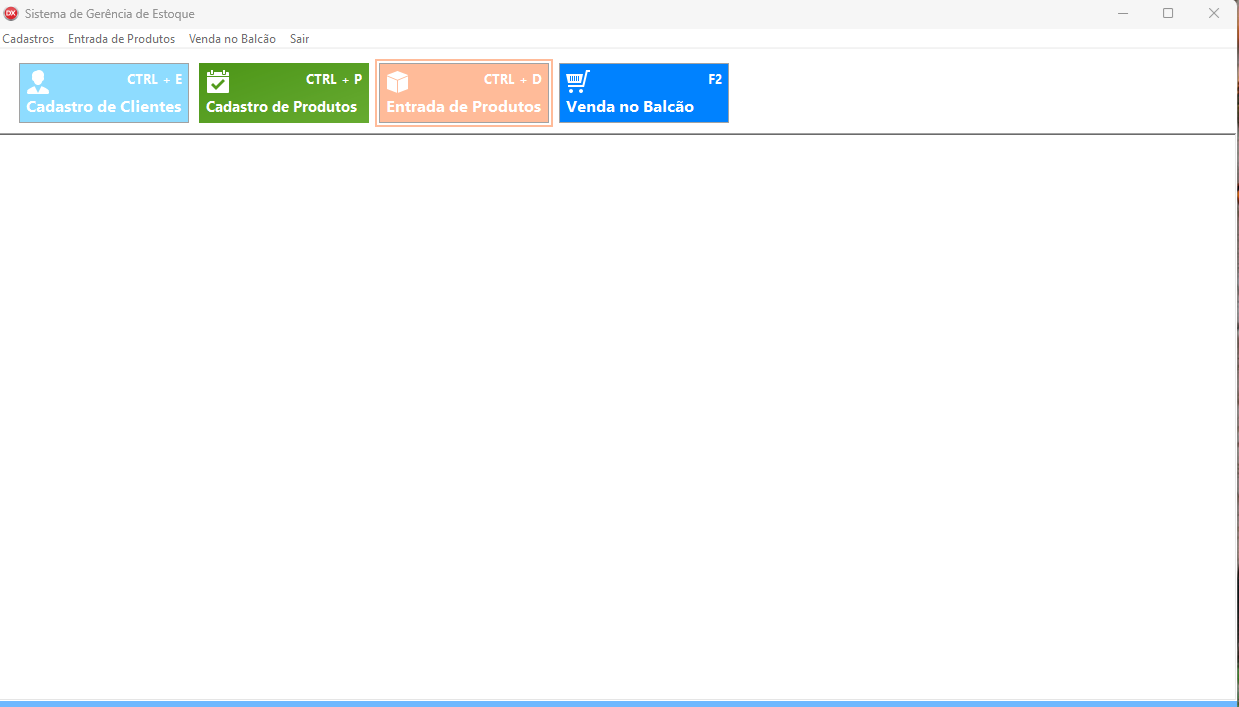 DX Sistema de Gerência de Estoque
Cadastros Entrada de Produtos Venda no Balcão Sair
CTRL + E
Cadastro de Clientes
CTRL + P
Cadastro de Produtos
CTRL + D
Entrada de Produtos
F2
Venda no Balcão